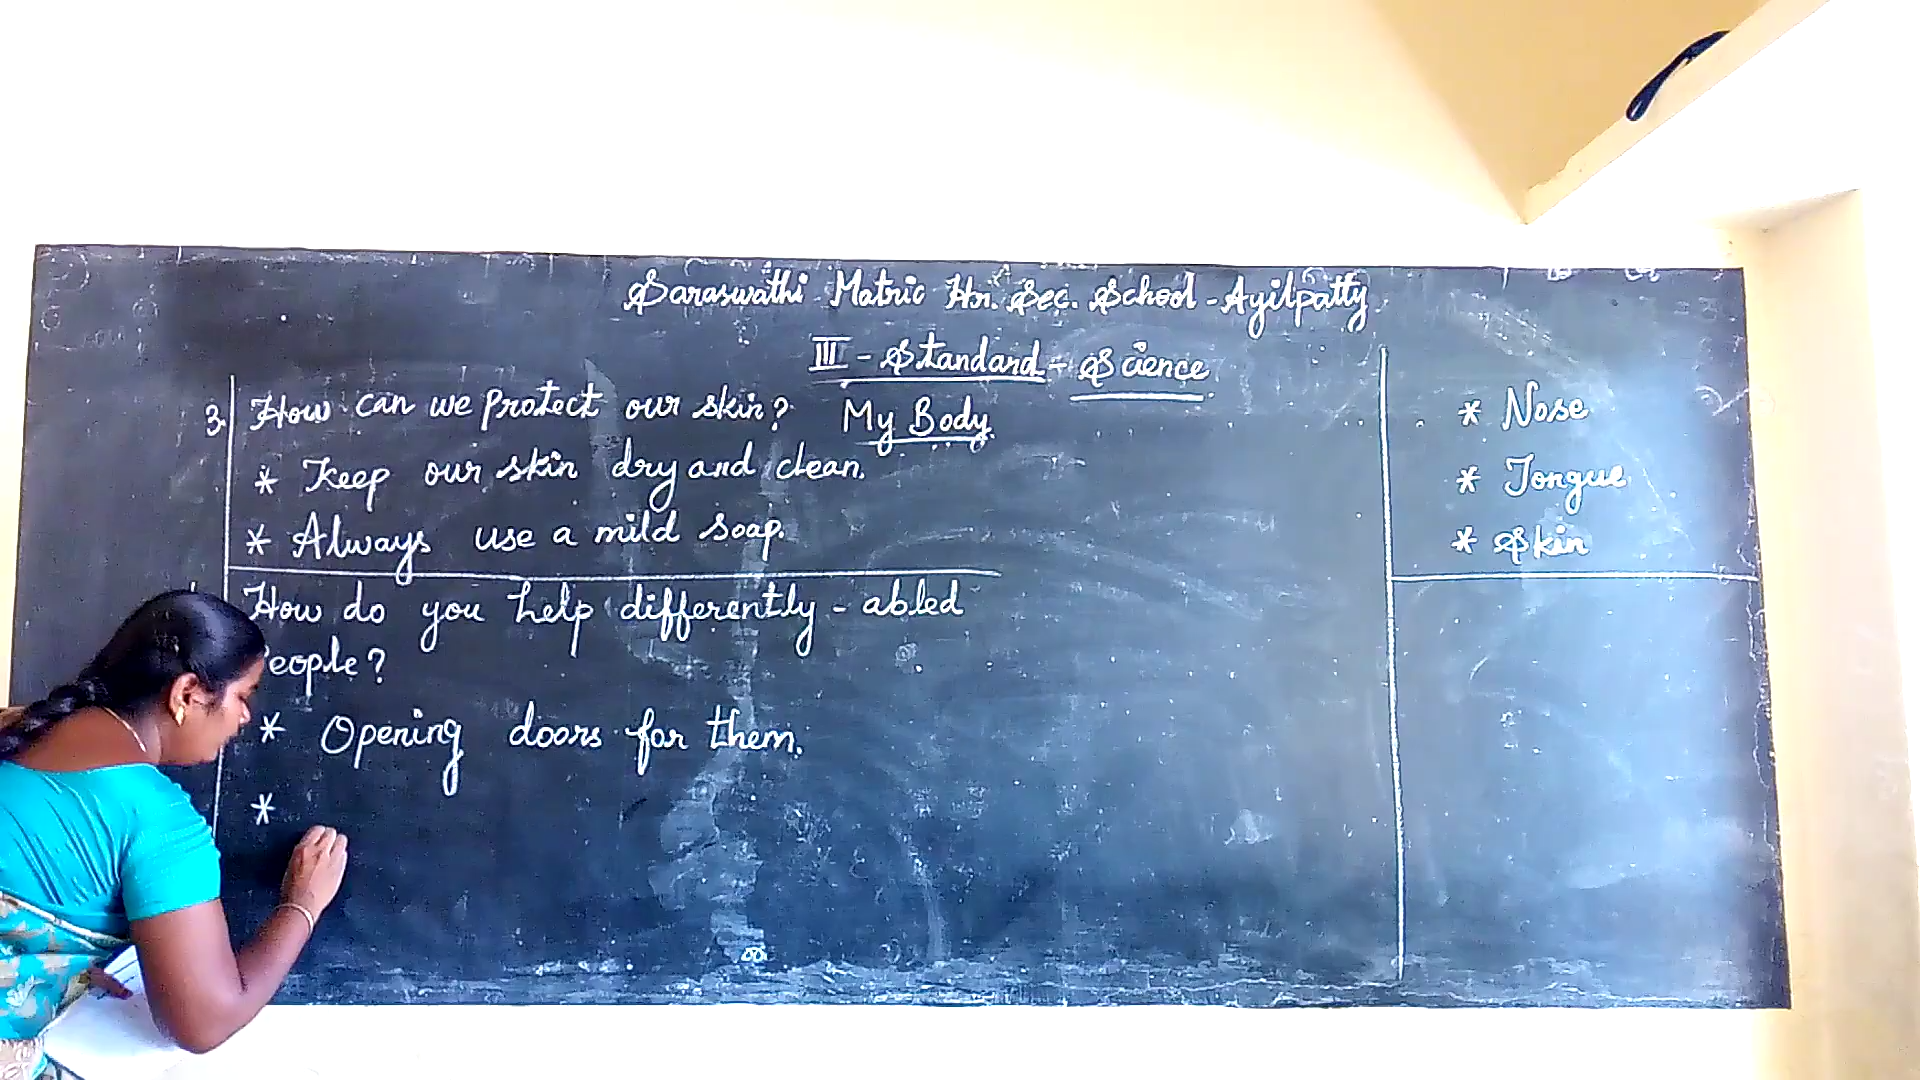 Saraswathi Matric Hr. Sec. School - Ayilpatty
III - Standard - Science
My Body
3. How can we protect our skin?
* Keep our skin dry and clean.
* Always use a mild soap.
How do you help differently - abled
People?
* Opening doors for them.
*
* Nose
* Tongue
* Skin